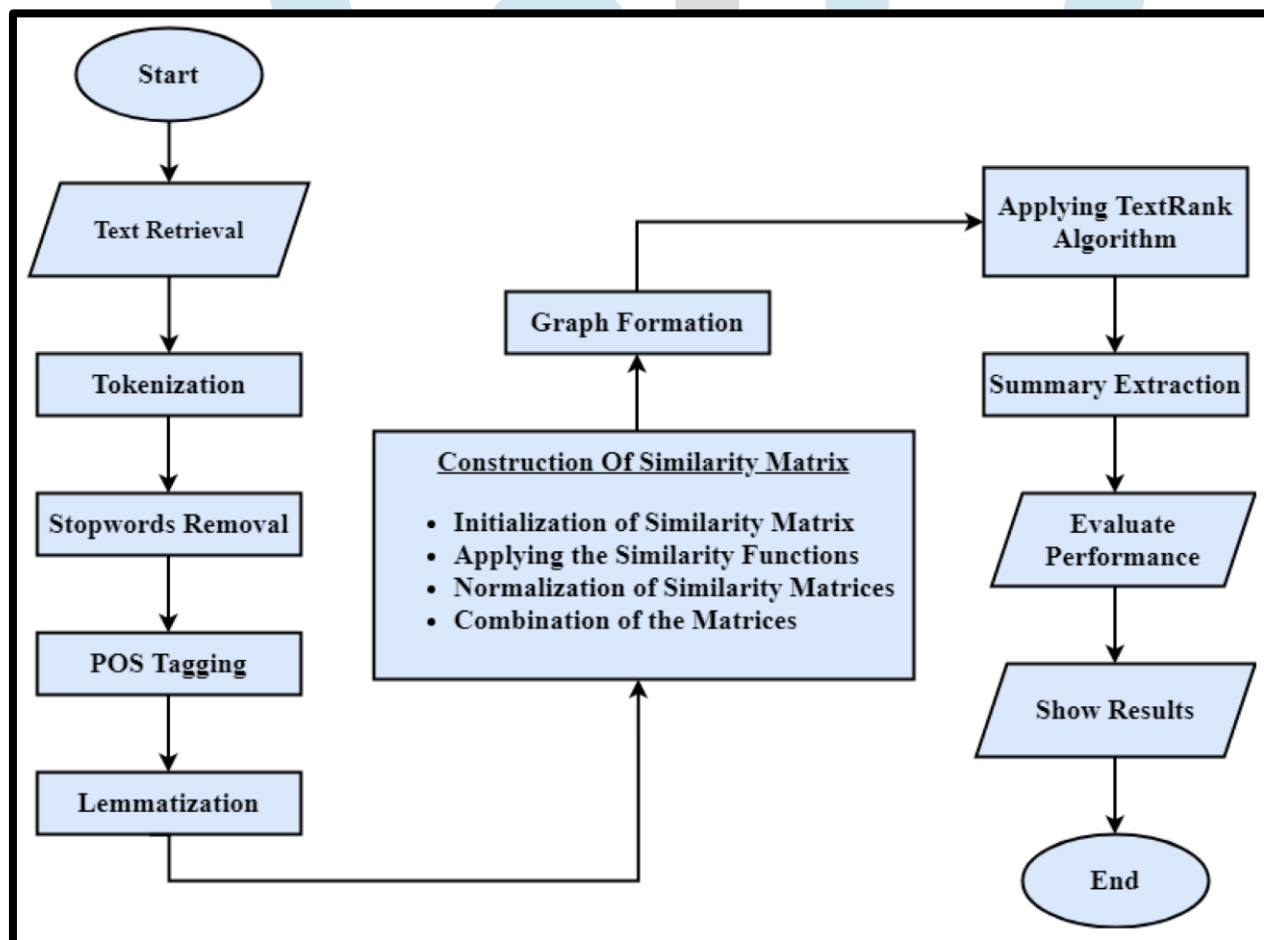 Start
Text Retrieval
Tokenization
Stopwords Removal
POS Tagging
Lemmatization
Construction Of Similarity Matrix
• Initialization of Similarity Matrix
• Applying the Similarity Functions
• Normalization of Similarity Matrices
• Combination of the Matrices
Graph Formation
Applying TextRank
Algorithm
Summary Extraction
Evaluate
Performance
Show Results
End